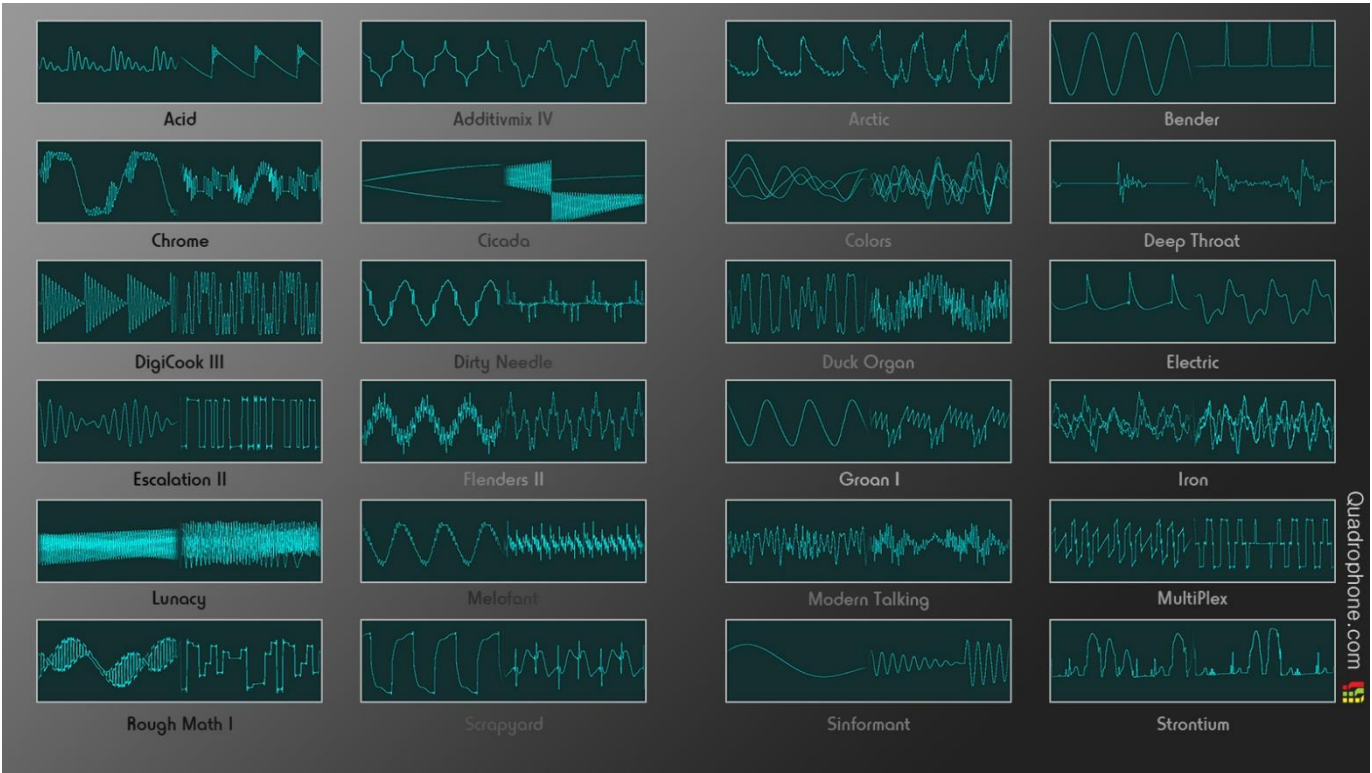 Acid
Additivmix IV
Arctic
Bender
Chrome
Cicada
Colors
Deep Throat
DigiCook III
Dirty Needle
Duck Organ
Electric
Escalation II
Flenders II
Groan I
Iron
Lunacy
Melofant
Modern Talking
MultiPlex
Rough Math I
Scrapyard
Sinformant
Strontium
Quadrophone.com